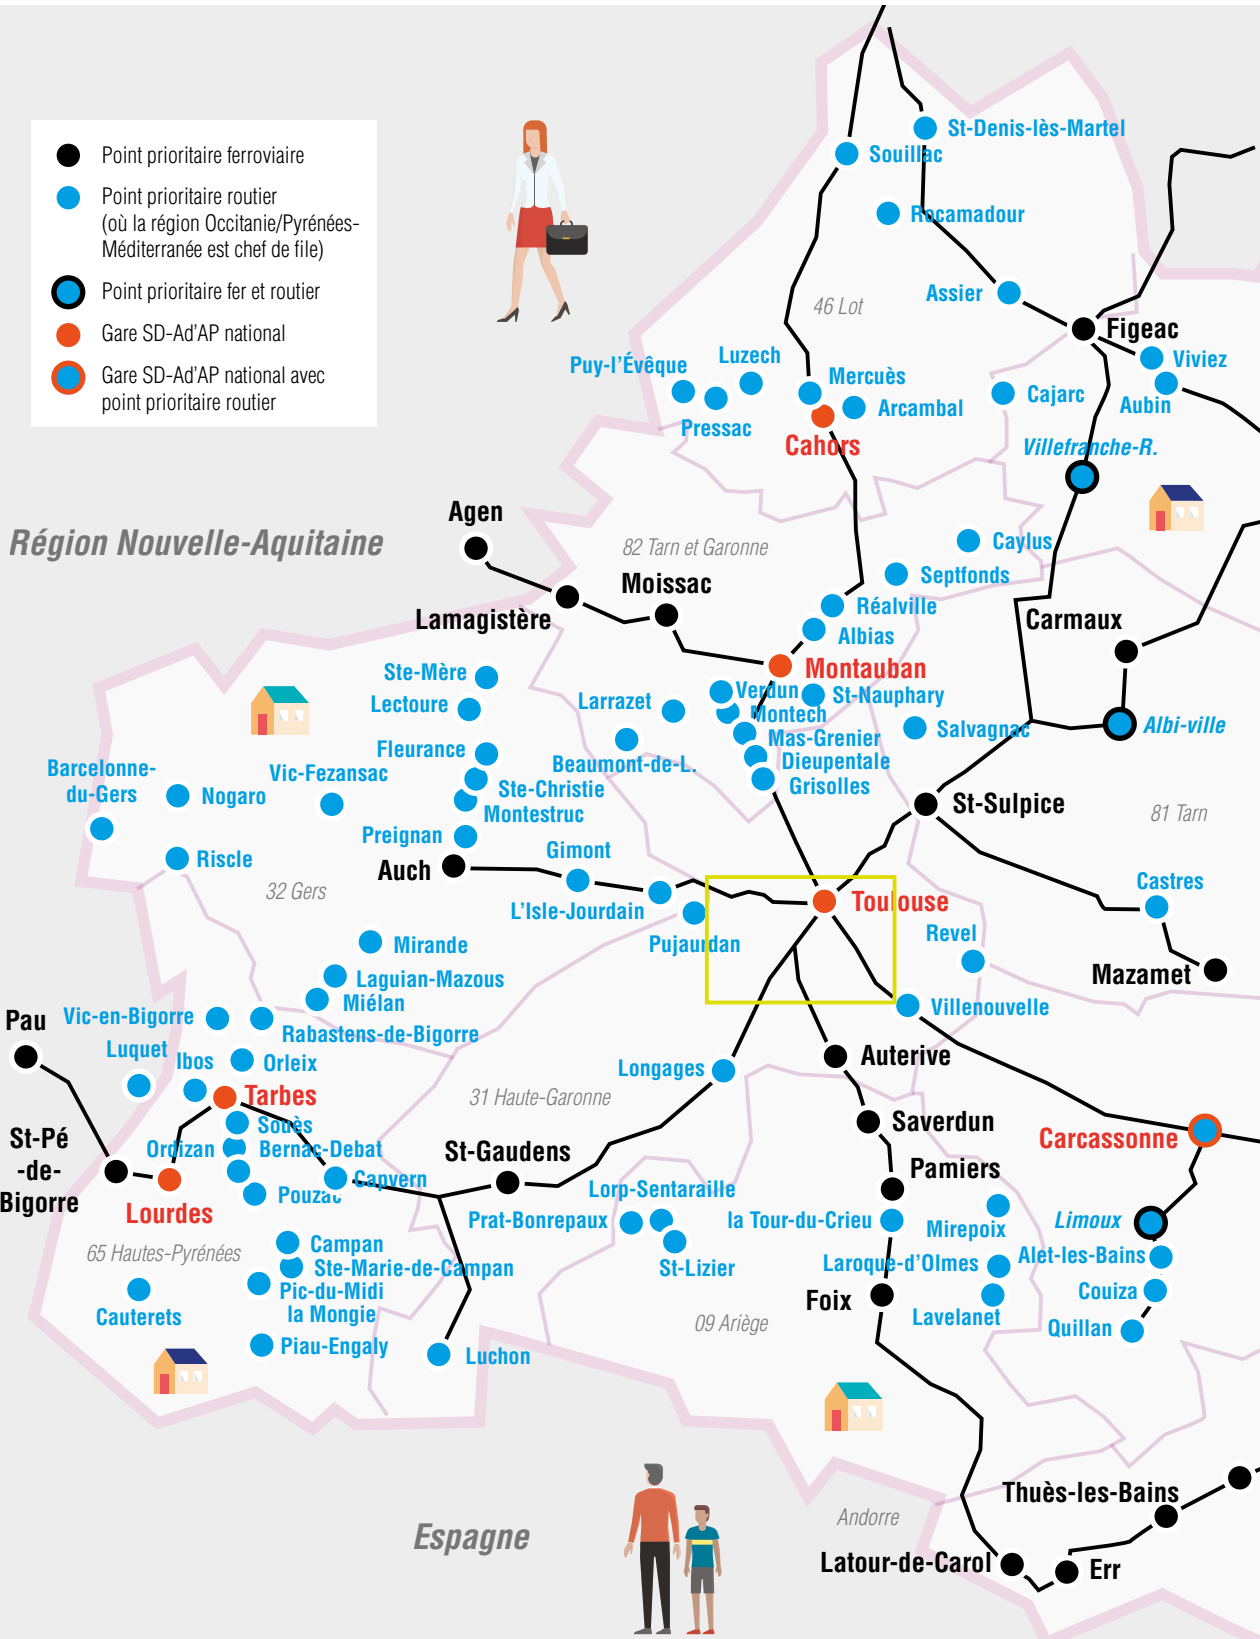 Point prioritaire ferroviaire
Point prioritaire routier
(où la région Occitanie/Pyrénées-
Méditerranée est chef de file)
Point prioritaire fer et routier
Gare SD-Ad'AP national
Gare SD-Ad'AP national avec
point prioritaire routier
St-Denis-lès-Martel
Souillac
Rocamadour
Assier
46 Lot
Figeac
Luzech
Puy-l'Évêque
Viviez
Mercuès
Cajarc
Aubin
Arcambal
Pressac
Cahors
Villefranche-R.
Agen
Région Nouvelle-Aquitaine
82 Tarn et Garonne
Caylus
Moissac
Septfonds
Réalville
Lamagistère
Carmaux
Albias
Ste-Mère
Montauban
Lectoure
Larrazet
Verdun
St-Nauphary
Montech
Albi-ville
Salvagnac
Mas-Grenier
Fleurance
Beaumont-de-L.
Dieupentale
Barcelonne-
du-Gers
Vic-Fezansac
Nogaro
Ste-Christie
Grisolles
Montestruc
St-Sulpice
81 Tarn
Preignan
Gimont
Riscle
Auch
Castres
32 Gers
L'Isle-Jourdain
Toulouse
Revel
Pujaurdan
Mirande
Mazamet
Laguian-Mazous
Miélan
Villenouvelle
Vic-en-Bigorre
Pau
Rabastens-de-Bigorre
Luquet
Ibos
Orleix
Auterive
Longages
Tarbes
31 Haute-Garonne
Soues
Saverdun
St-Pé
-de-
Bigorre
Ordizan
Bernac-Debat
St-Gaudens
Carcassonne
Pamiers
Capvern
Pouzac
Lorp-Sentaraille
Lourdes
Prat-Bonrepaux
la Tour-du-Crieu
Mirepoix
Limoux
65 Hautes-Pyrénées
Campan
Alet-les-Bains
Ste-Marie-de-Campan
St-Lizier
Laroque-d'Olmes
Pic-du-Midi
la Mongie
Couiza
Cauterets
Foix
Lavelanet
09 Ariège
Quillan
Piau-Engaly
Luchon
Thuès-les-Bains
Andorre
Espagne
Latour-de-Carol
Err